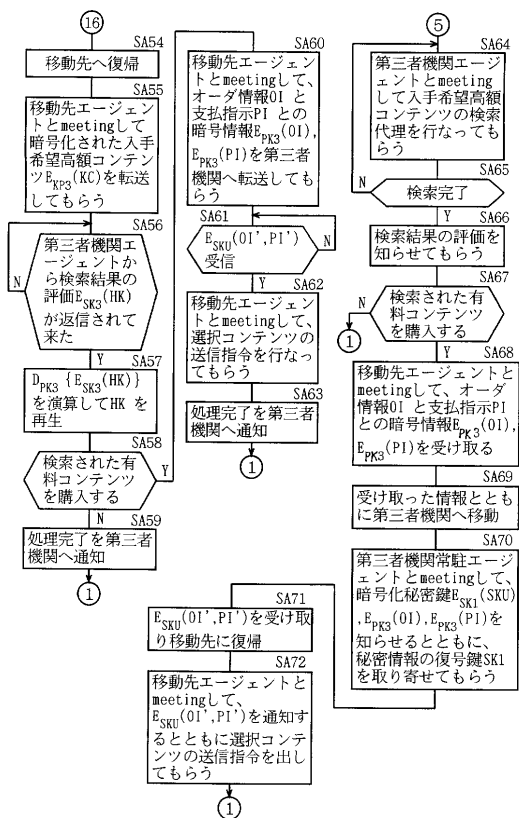 16
SA54
移動先へ復帰
SA55
移動先エージェン
トとmeetingして
暗号化された入手
希望高額コンテン
ツE_KP3(KC)を転送
してもらう
SA56
第三者機関エ
ージェントか
ら検索結果の
評価E_SK3(HK)
が返信されて
来た
N
Y
SA57
D_PK3 {E_SK3(HK)}
を演算してHK を
再生
SA58
検索された有
料コンテンツ
を購入する
Y
N
SA59
処理完了を第三者
機関へ通知
1
SA60
移動先エージェント
とmeetingして、
オーダ情報OI と
支払指示PI との
暗号情報E_PK3(OI),
E_PK3(PI)を第三者
機関へ転送しても
らう
SA61
E_SKU(OI',PI')
受信
N
Y
SA62
移動先エージェント
とmeetingして、
選択コンテンツの
送信指令を行なっ
てもらう
SA63
処理完了を第三者
機関へ通知
1
5
SA64
第三者機関エージェ
ントとmeeting
して入手希望高額
コンテンツの検索
代理を行なっても
らう
SA65
検索完了
N
Y
SA66
検索結果の評価を
知らせてもらう
SA67
検索された有
料コンテンツ
を購入する
N
1
Y
SA68
移動先エージェントと
meetingして、オーダ
情報OI と支払指示PI
との暗号情報E_PK3(OI),
E_PK3(PI)を受け取る
SA69
受け取った情報ととも
に第三者機関へ移動
SA70
第三者機関常駐エージェ
ントとmeetingして、
暗号化秘密鍵E_SK1(SKU)
,E_PK3(OI),E_PK3(PI)を
知らせるとともに、
秘密情報の復号鍵SK1
を取り寄せてもらう
SA71
E_SKU(OI',PI')を受け取
り移動先に復帰
SA72
移動先エージェントと
meetingして、
E_SKU(OI',PI')を通知す
るとともに選択コンテン
ツの送信指令を出し
てもらう
1